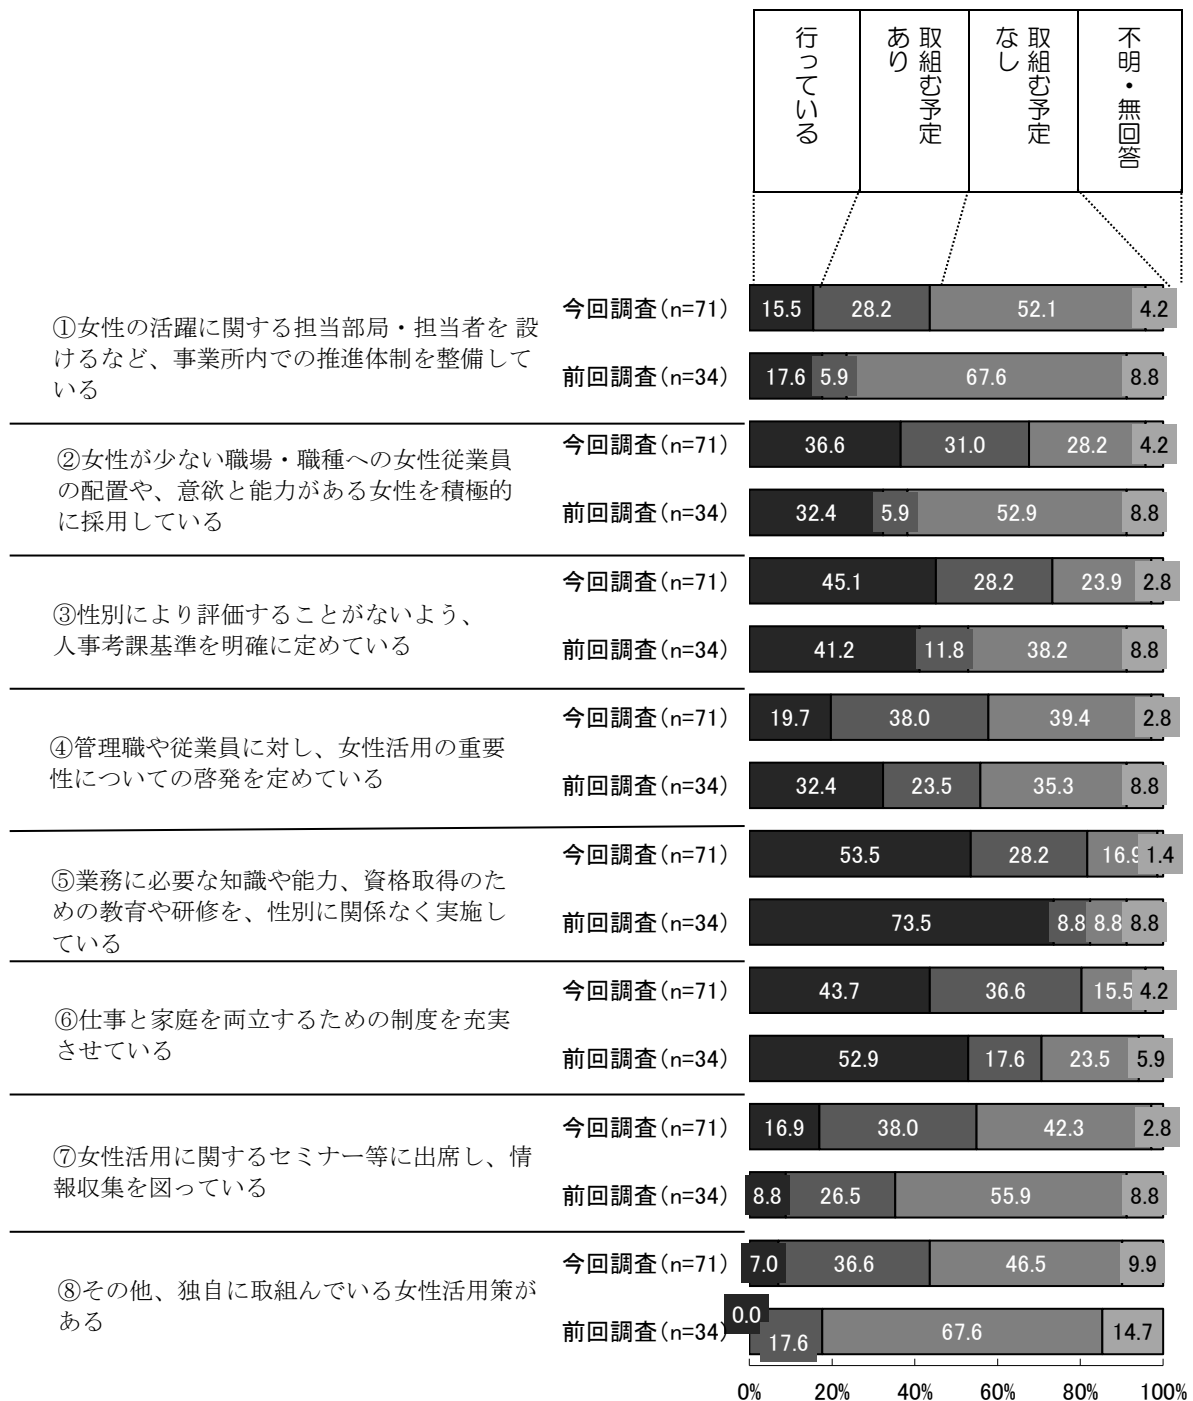 行っている
取組む予定
あり
取組む予定
なし
不明・無回答
①女性の活躍に関する担当部局・担当者を 設
けるなど、事業所内での推進体制を整備して
いる
今回調査(n=71) 15.5 28.2 52.1 4.2
前回調査(n=34) 17.6 5.9 67.6 8.8
②女性が少ない職場・職種への女性従業員
の配置や、意欲と能力がある女性を積極的
に採用している
今回調査(n=71) 36.6 31.0 28.2 4.2
前回調査(n=34) 32.4 5.9 52.9 8.8
③性別により評価することがないよう、
人事考課基準を明確に定めている
今回調査(n=71) 45.1 28.2 23.9 2.8
前回調査(n=34) 41.2 11.8 38.2 8.8
④管理職や従業員に対し、女性活用の重要
性についての啓発を定めている
今回調査(n=71) 19.7 38.0 39.4 2.8
前回調査(n=34) 32.4 23.5 35.3 8.8
⑤業務に必要な知識や能力、資格取得のた
めの教育や研修を、性別に関係なく実施し
ている
今回調査(n=71) 53.5 28.2 16.9 1.4
前回調査(n=34) 73.5 8.8 8.8 8.8
⑥仕事と家庭を両立するための制度を充実
させている
今回調査(n=71) 43.7 36.6 15.5 4.2
前回調査(n=34) 52.9 17.6 23.5 5.9
⑦女性活用に関するセミナー等に出席し、情
報収集を図っている
今回調査(n=71) 16.9 38.0 42.3 2.8
前回調査(n=34) 8.8 26.5 55.9 8.8
⑧その他、独自に取組んでいる女性活用策が
ある
今回調査(n=71) 7.0 36.6 46.5 9.9
前回調査(n=34) 0.0 17.6 67.6 14.7
0% 20% 40% 60% 80% 100%